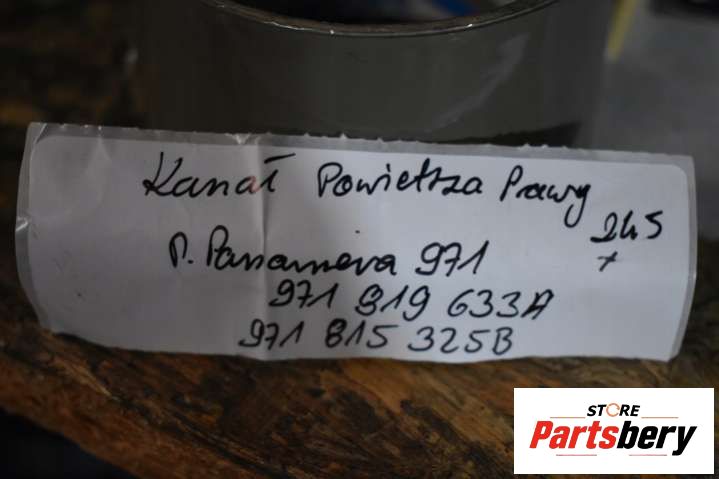 Kanał Powietrza Prawy
245
+
P. Panamera 971
971 819 633A
971 815 325B
STORE
Partsbery